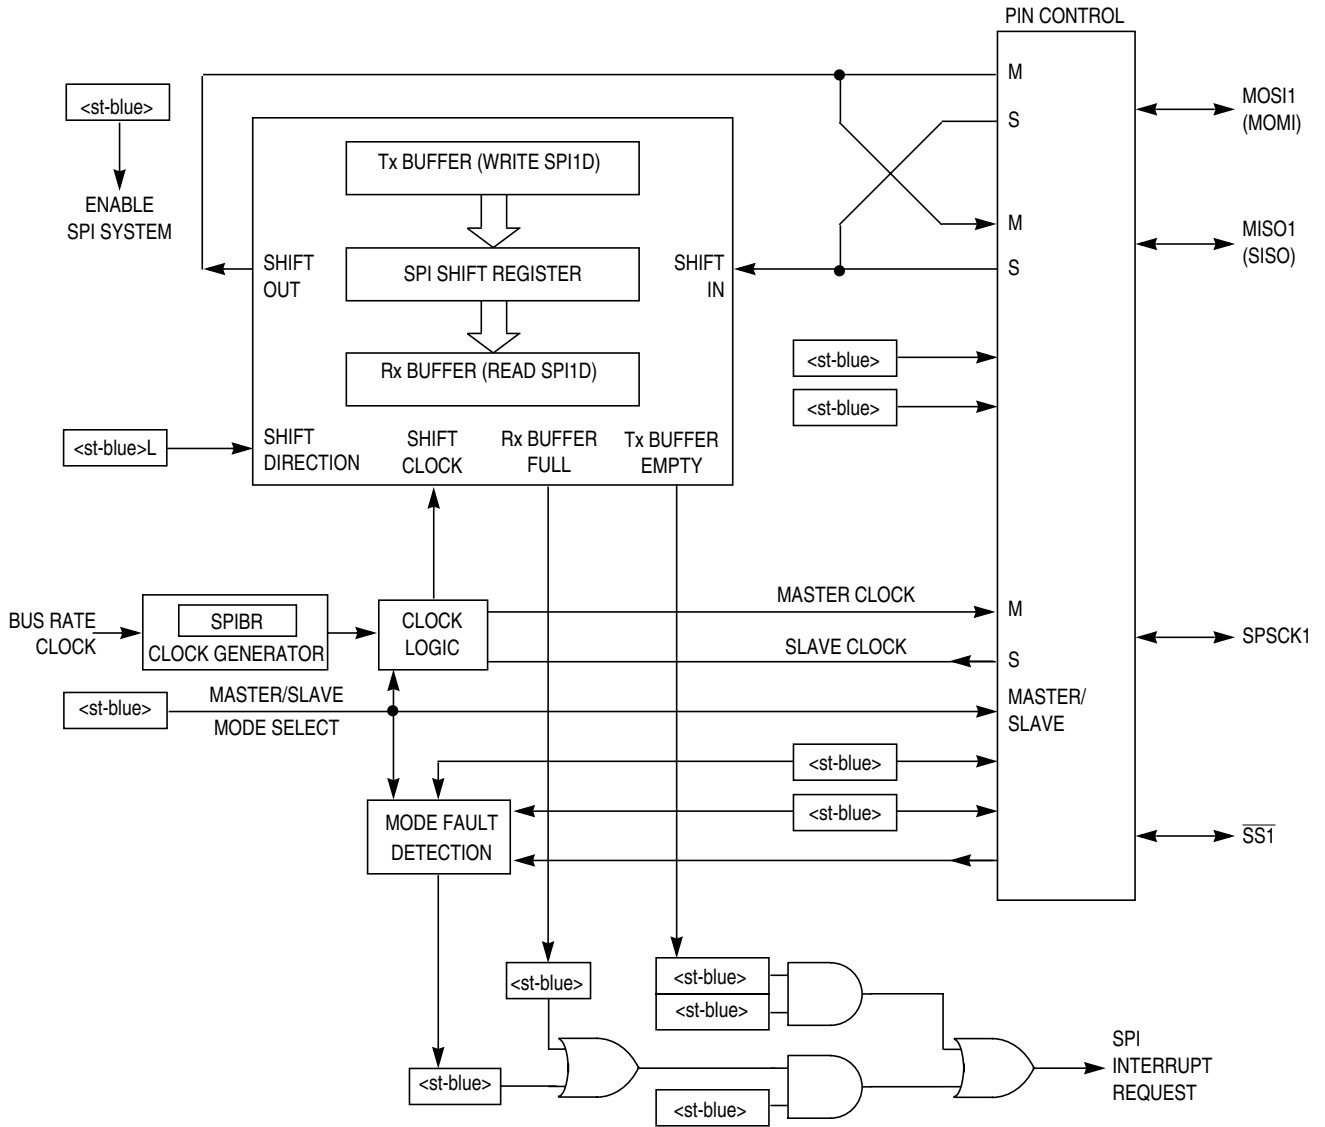 PIN CONTROL
M
MOSI1
(MOMI)
<st-blue>
S
Tx BUFFER (WRITE SPI1D)
ENABLE
SPI SYSTEM
M
MISO1
(SISO)
SHIFT
OUT
SPI SHIFT REGISTER
SHIFT
IN
S
<st-blue>
Rx BUFFER (READ SPI1D)
<st-blue>
<st-blue>L
SHIFT
DIRECTION
SHIFT
CLOCK
Rx BUFFER
FULL
Tx BUFFER
EMPTY
BUS RATE
CLOCK
SPIBR
CLOCK GENERATOR
CLOCK
LOGIC
MASTER CLOCK
M
SLAVE CLOCK
S
SPSCK1
<st-blue>
MASTER/SLAVE
MODE SELECT
MASTER/
SLAVE
<st-blue>
<st-blue>
MODE FAULT
DETECTION
SS1
<st-blue>
<st-blue>
<st-blue>
<st-blue>
<st-blue>
SPI
INTERRUPT
REQUEST